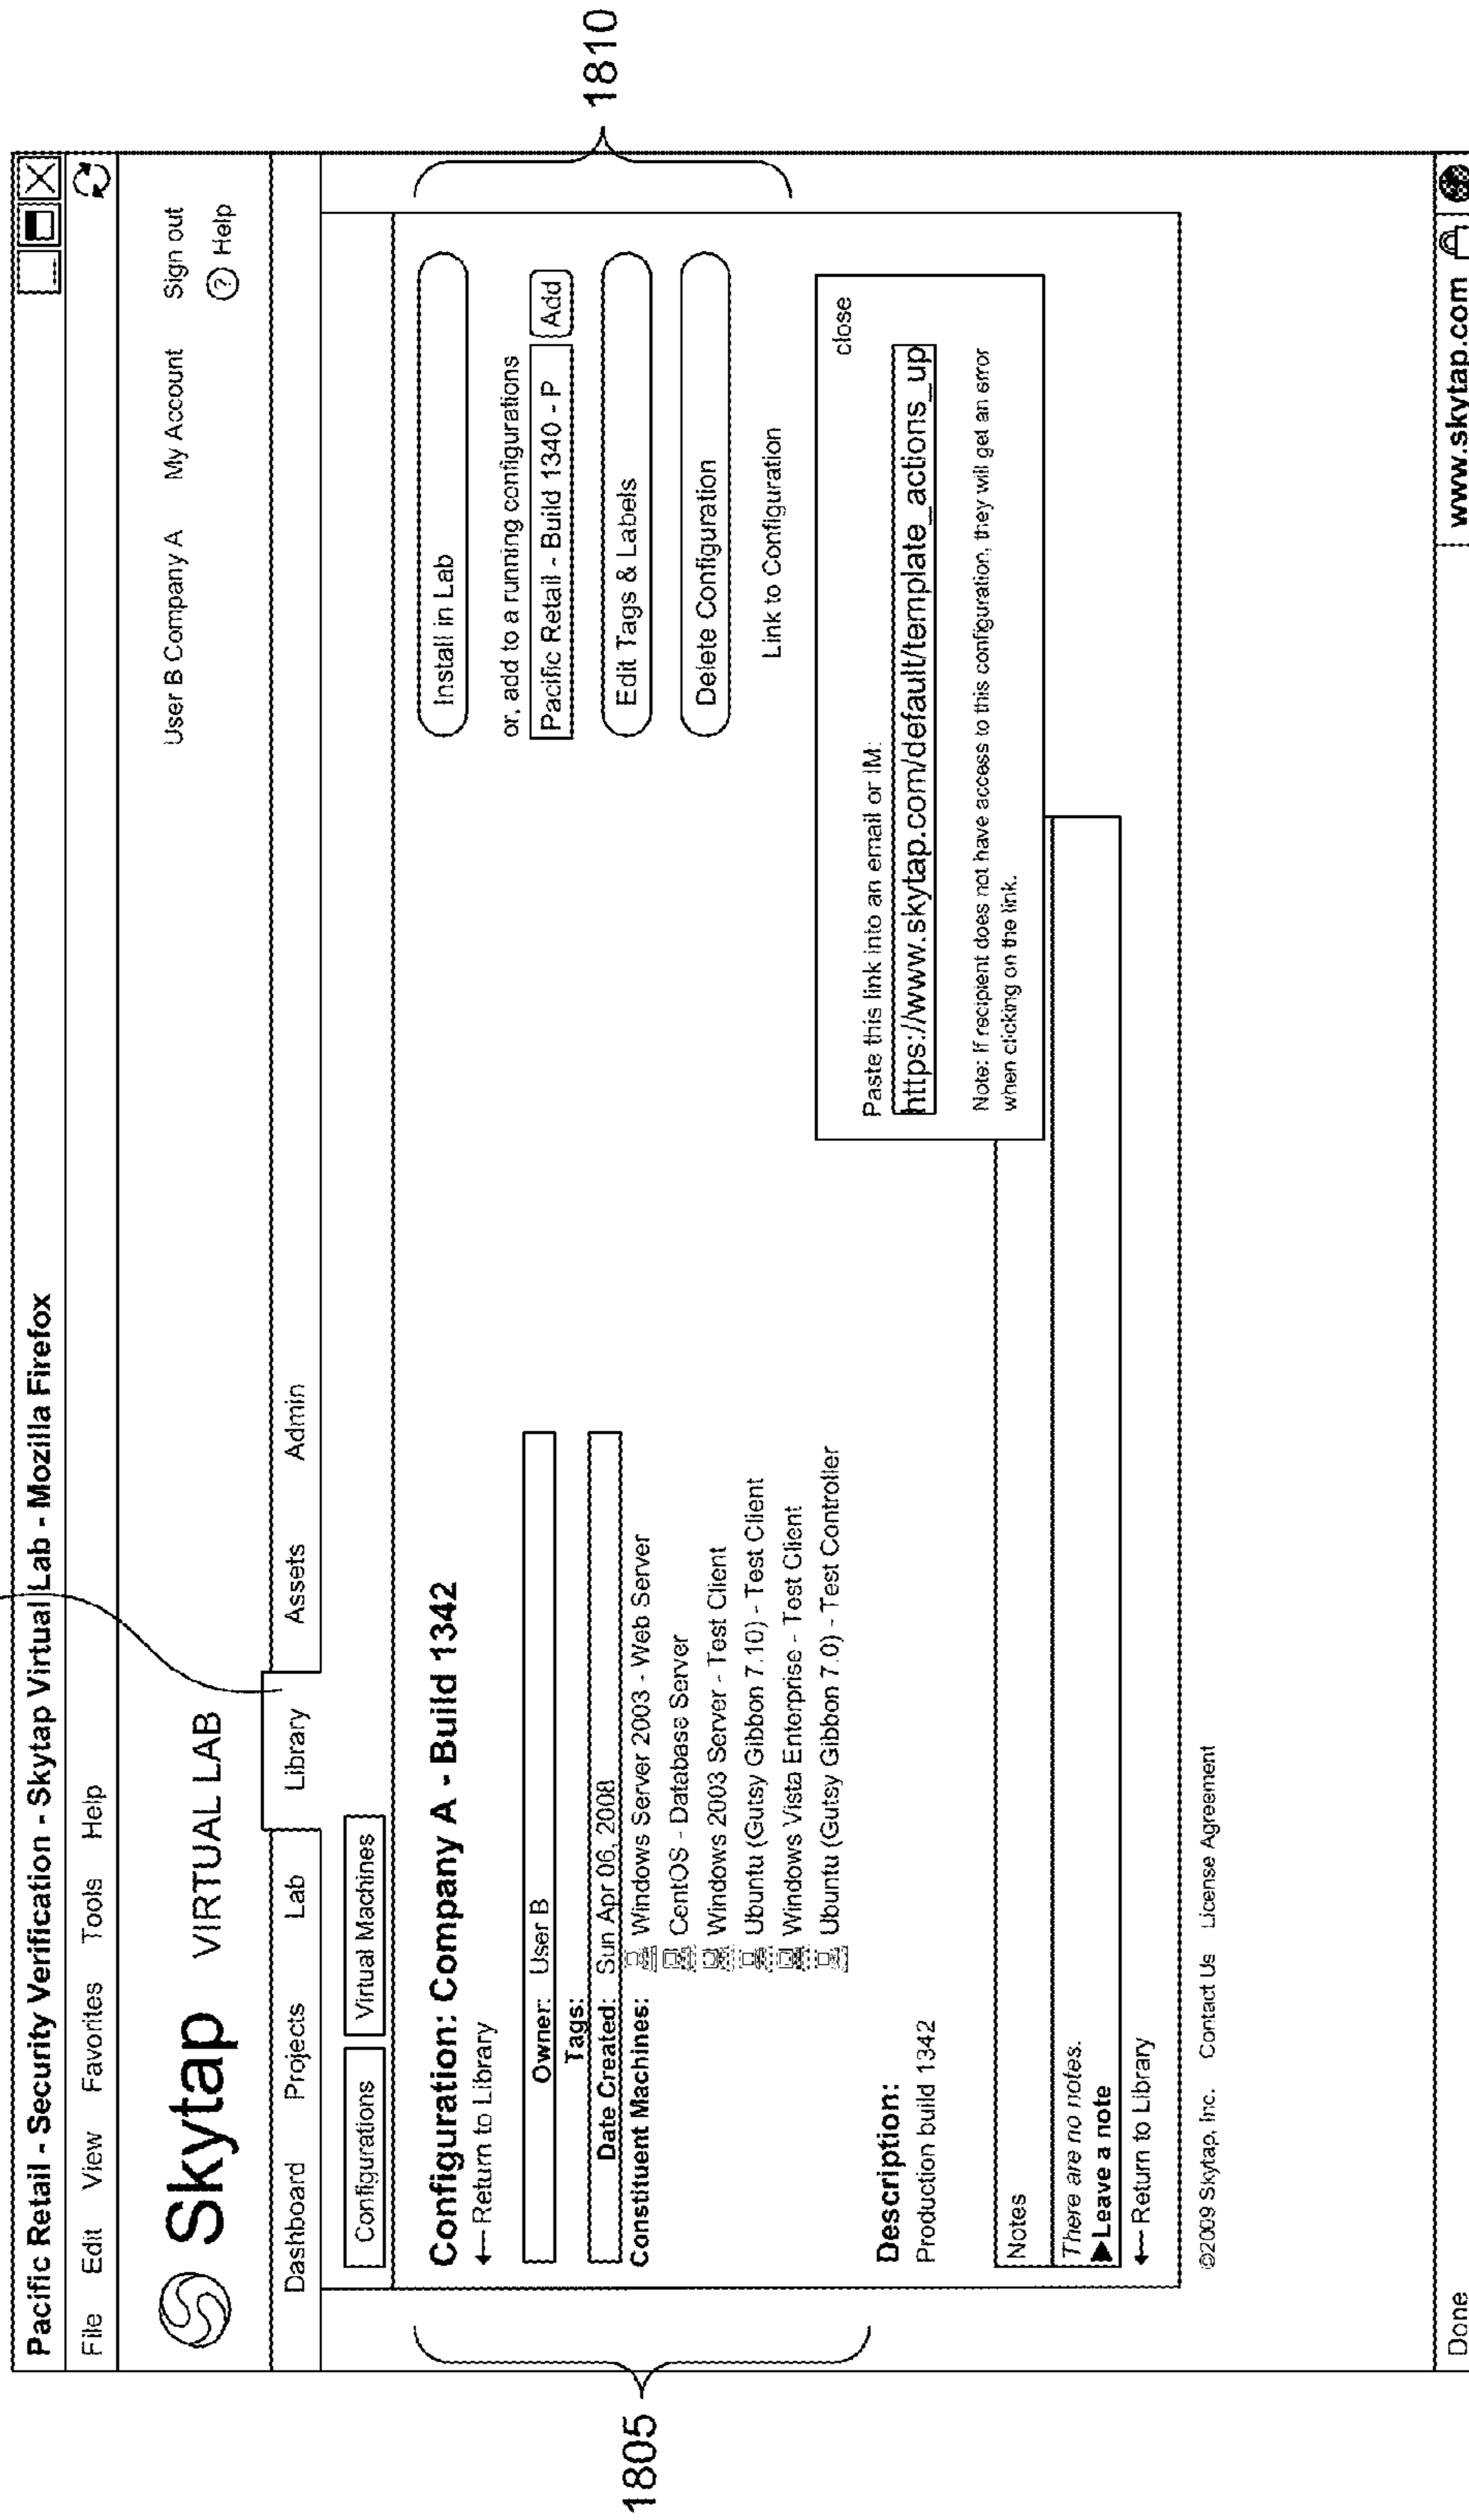 Pacific Retail - Security Verification - Skytap Virtual Lab - Mozilla Firefox
File Edit View Favorites Tools Help
Skytap VIRTUAL LAB
User B Company A My Account Sign out
? Help
Dashboard Projects Lab Library Assets Admin
Configurations Virtual Machines
Configuration: Company A - Build 1342
←Return to Library
Owner: User B
Tags:
Date Created: Sun Apr 06, 2008
Constituent Machines: Windows Server 2003 - Web Server
CentOS - Database Server
Windows 2003 Server - Test Client
Ubuntu (Gutsy Gibbon 7.10) - Test Client
Windows Vista Enterprise - Test Client
Ubuntu (Gutsy Gibbon 7.0) - Test Controller
Description:
Production build 1342
1805
Install in Lab
or, add to a running configurations
Pacific Retail - Build 1340 - P Add
Edit Tags & Labels
Delete Configuration
Link to Configuration
1810
close
Paste this link into an email or IM:
https://www.skytap.com/default/template_actions_up
Note: If recipient does not have access to this configuration, they will get an error
when clicking on the link.
Notes
There are no notes.
▶Leave a note
←Return to Library
©2009 Skytap, Inc. Contact Us License Agreement
Done www.skytap.com